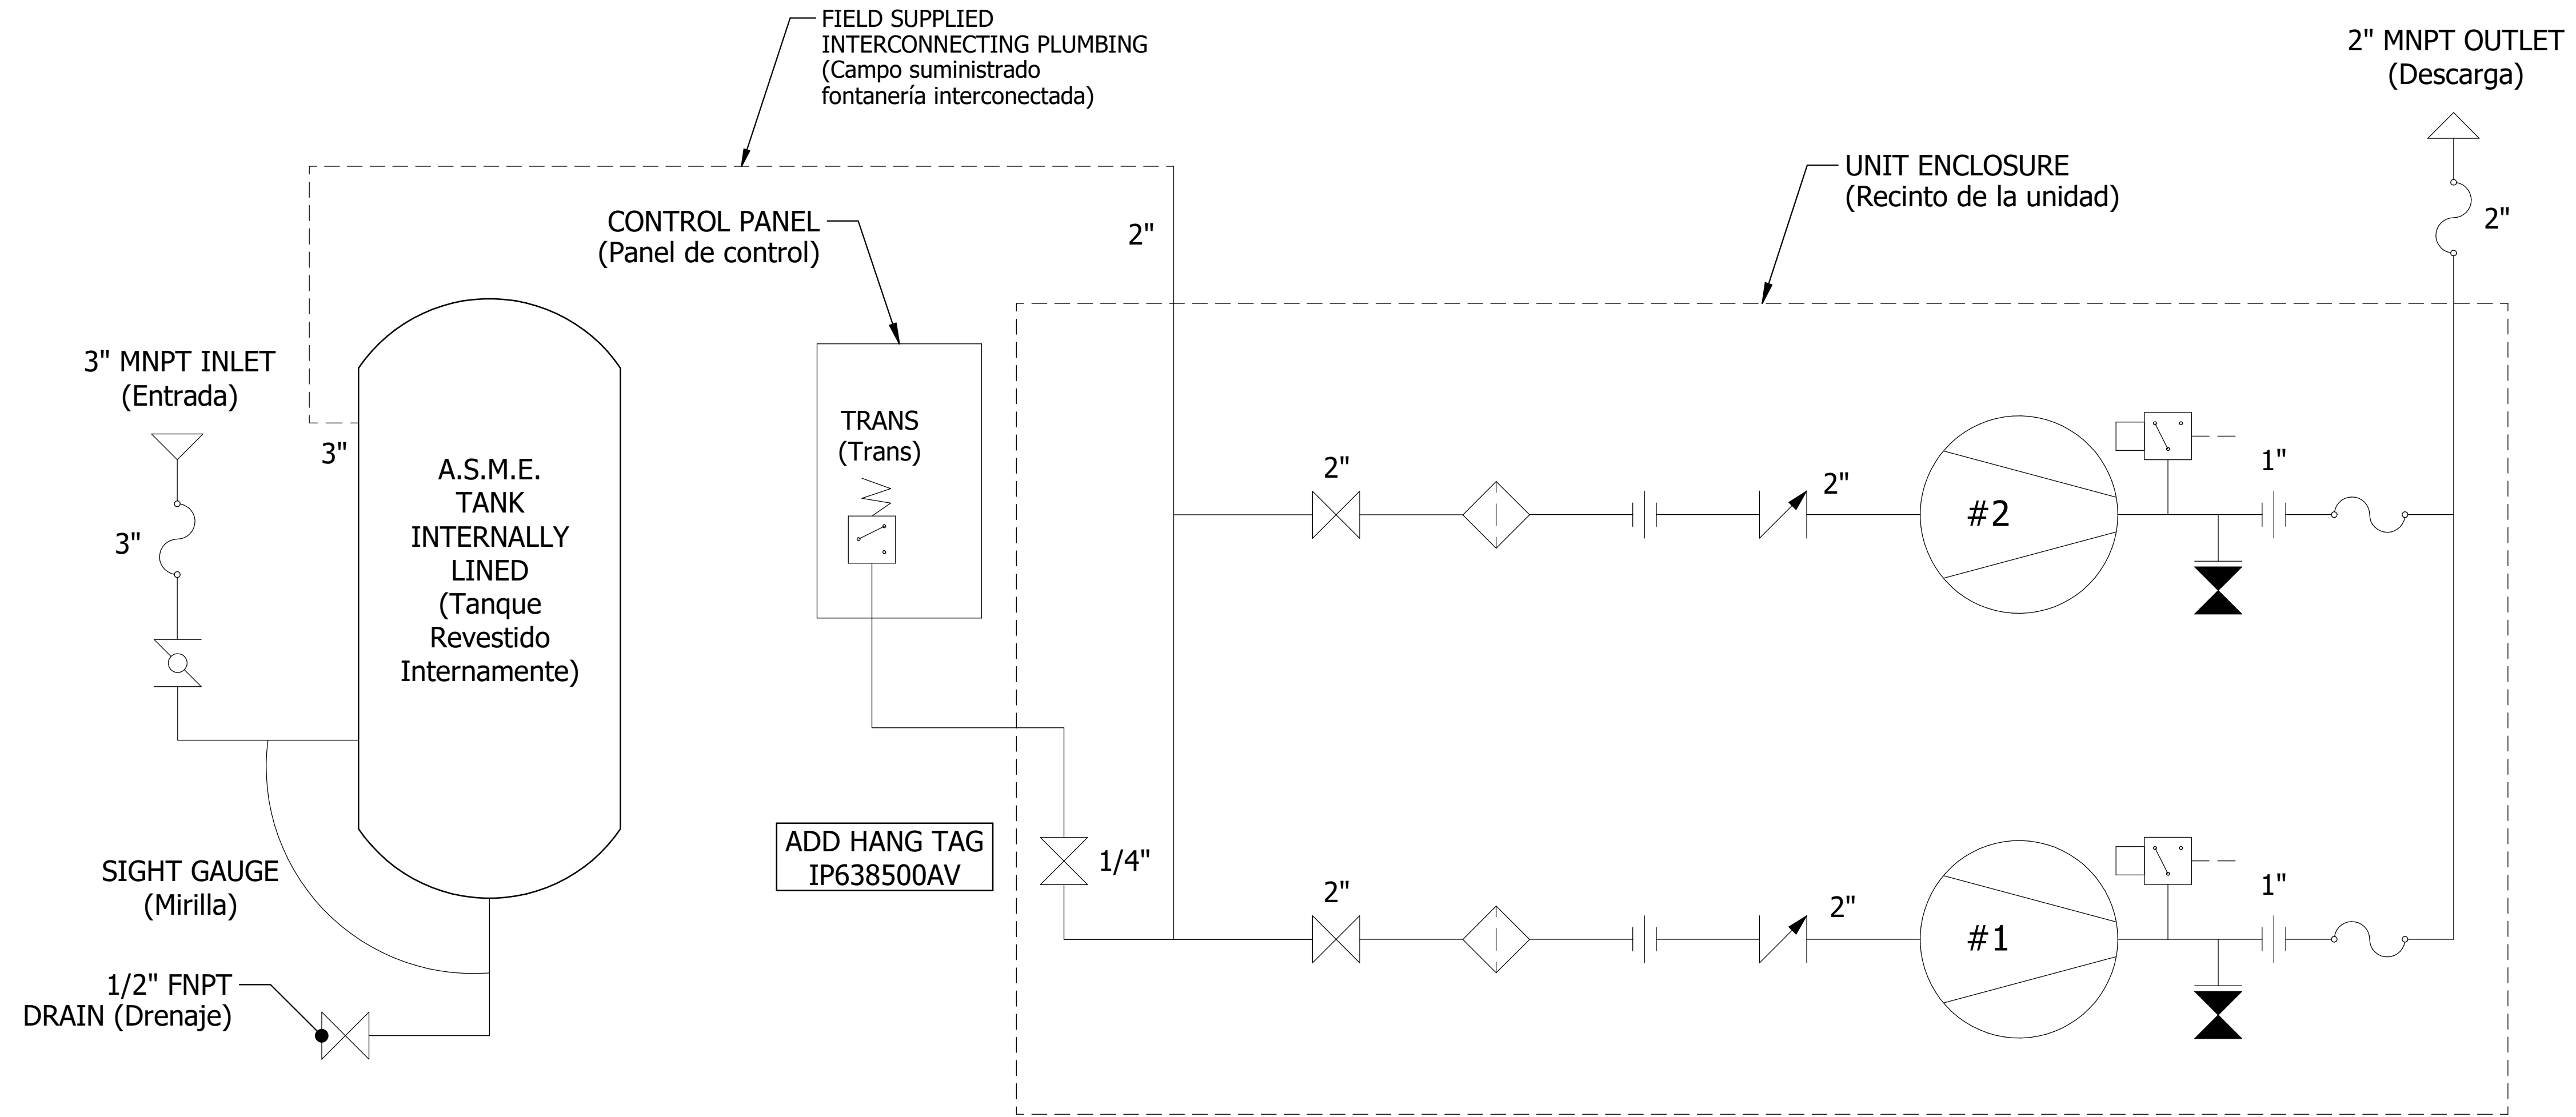 FIELD SUPPLIED
INTERCONNECTING PLUMBING
(Campo suministrado
fontanería interconectada)
2" MNPT OUTLET
(Descarga)
UNIT ENCLOSURE
(Recinto de la unidad)
CONTROL PANEL
(Panel de control)
2"
2"
3" MNPT INLET
(Entrada)
3"
3"
A.S.M.E.
TANK
INTERNALLY
LINED
(Tanque
Revestido
Internamente)
TRANS
(Trans)
2"
2"
#2
1"
SIGHT GAUGE
(Mirilla)
ADD HANG TAG
IP638500AV
1/4"
2"
2"
#1
1"
1/2" FNPT
DRAIN (Drenaje)